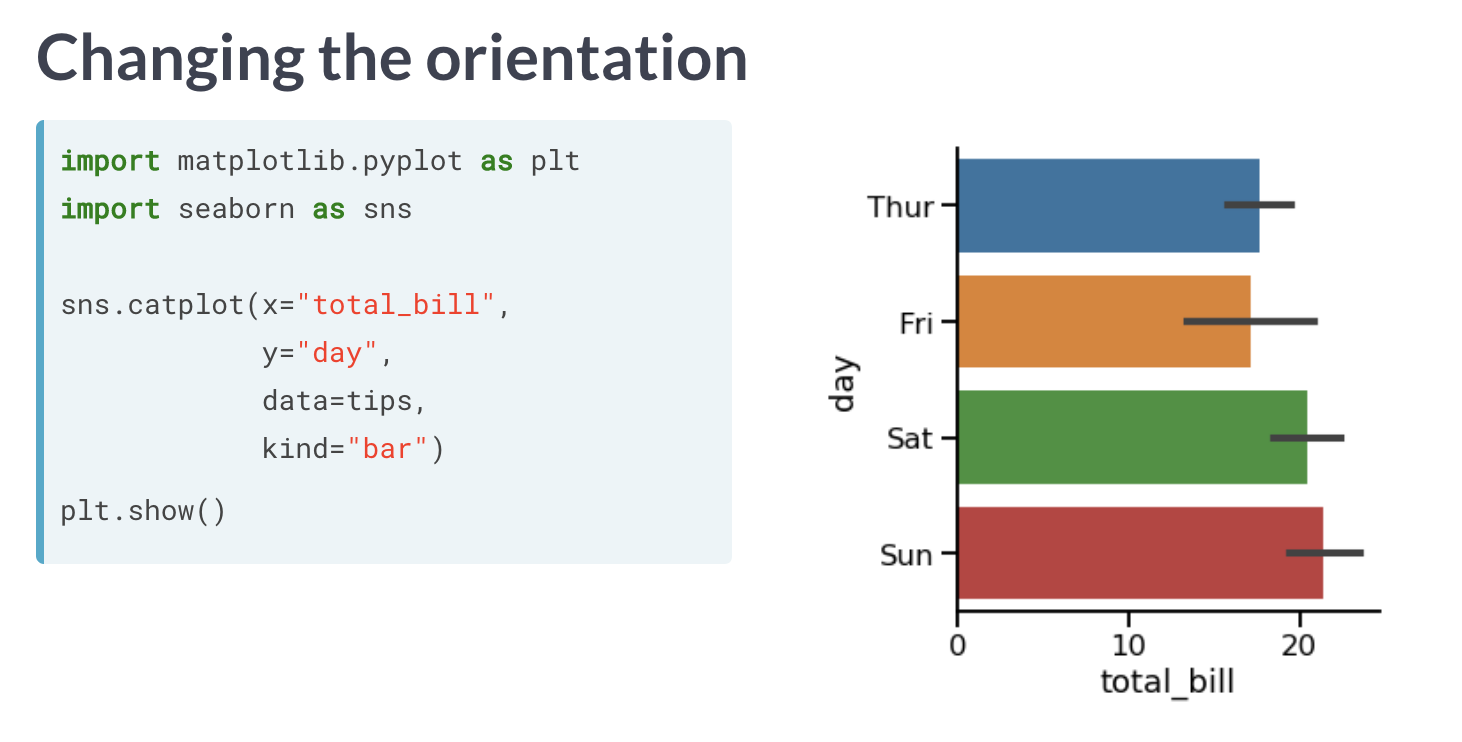 Changing the orientation
import matplotlib.pyplot as plt
import seaborn as sns
sns.catplot(x="total_bill",
y="day",
data=tips,
kind="bar")
plt.show()
Thur
Fri
Sat
Sun
day
0 10 20
total_bill